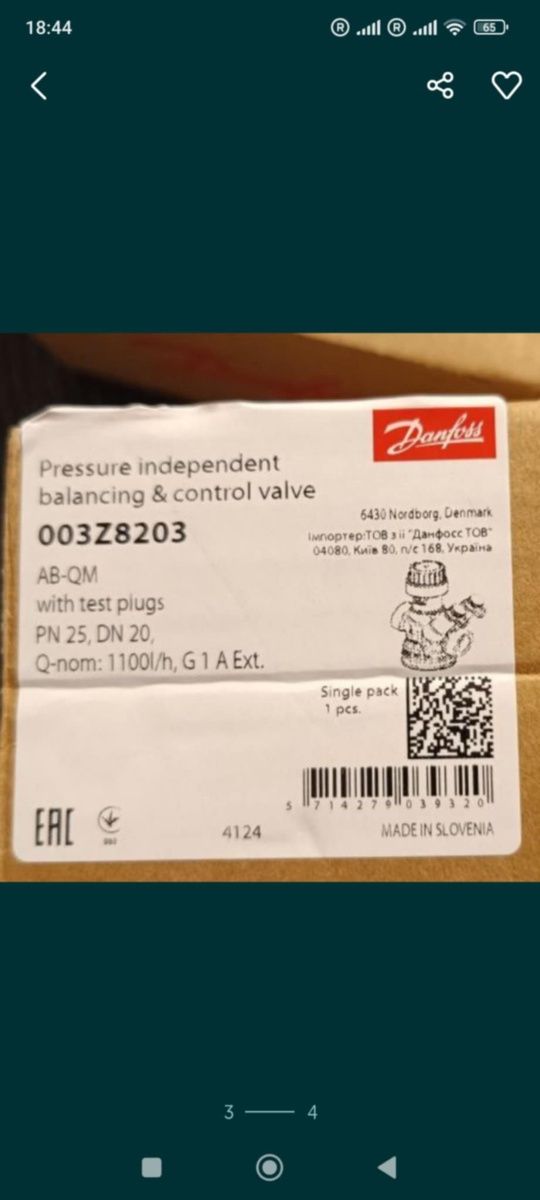 18:44
65
Danfoss
Pressure independent
balancing & control valve
003Z8203
6430 Nordborg, Denmark
Імпортер:ТОВ з іі "Данфосс ТОВ"
04080, Київ 80, п/с 168, Україна
AB-QM
with test plugs
PN 25, DN 20,
Q-nom: 1100l/h, G 1 A Ext.
Single pack
1 pcs.
5 714279 039320
EAC
4124
MADE IN SLOVENIA
3 4